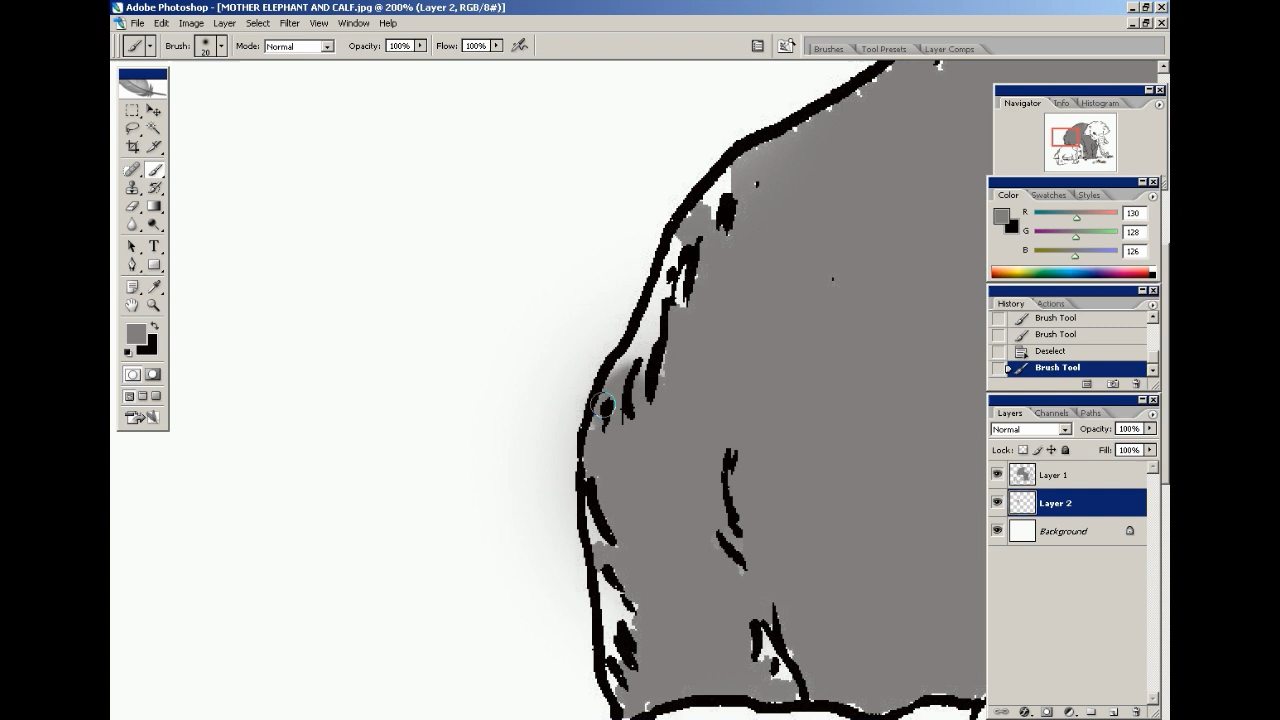 Adobe Photoshop - [MOTHER ELEPHANT AND CALF.jpg @ 200% (Layer 2, RGB/8#)]
File Edit Image Layer Select Filter View Window Help
Brush: 20 Mode: Normal Opacity: 100% Flow: 100% Brushes Tool Presets Layer Comps
Navigator Info Histogram
Color Swatches Styles
R 130
G 128
B 126
History Actions
Brush Tool
Brush Tool
Deselect
Brush Tool
Layers Channels Paths
Normal Opacity: 100%
Lock: Fill: 100%
Layer 1
Layer 2
Background
T